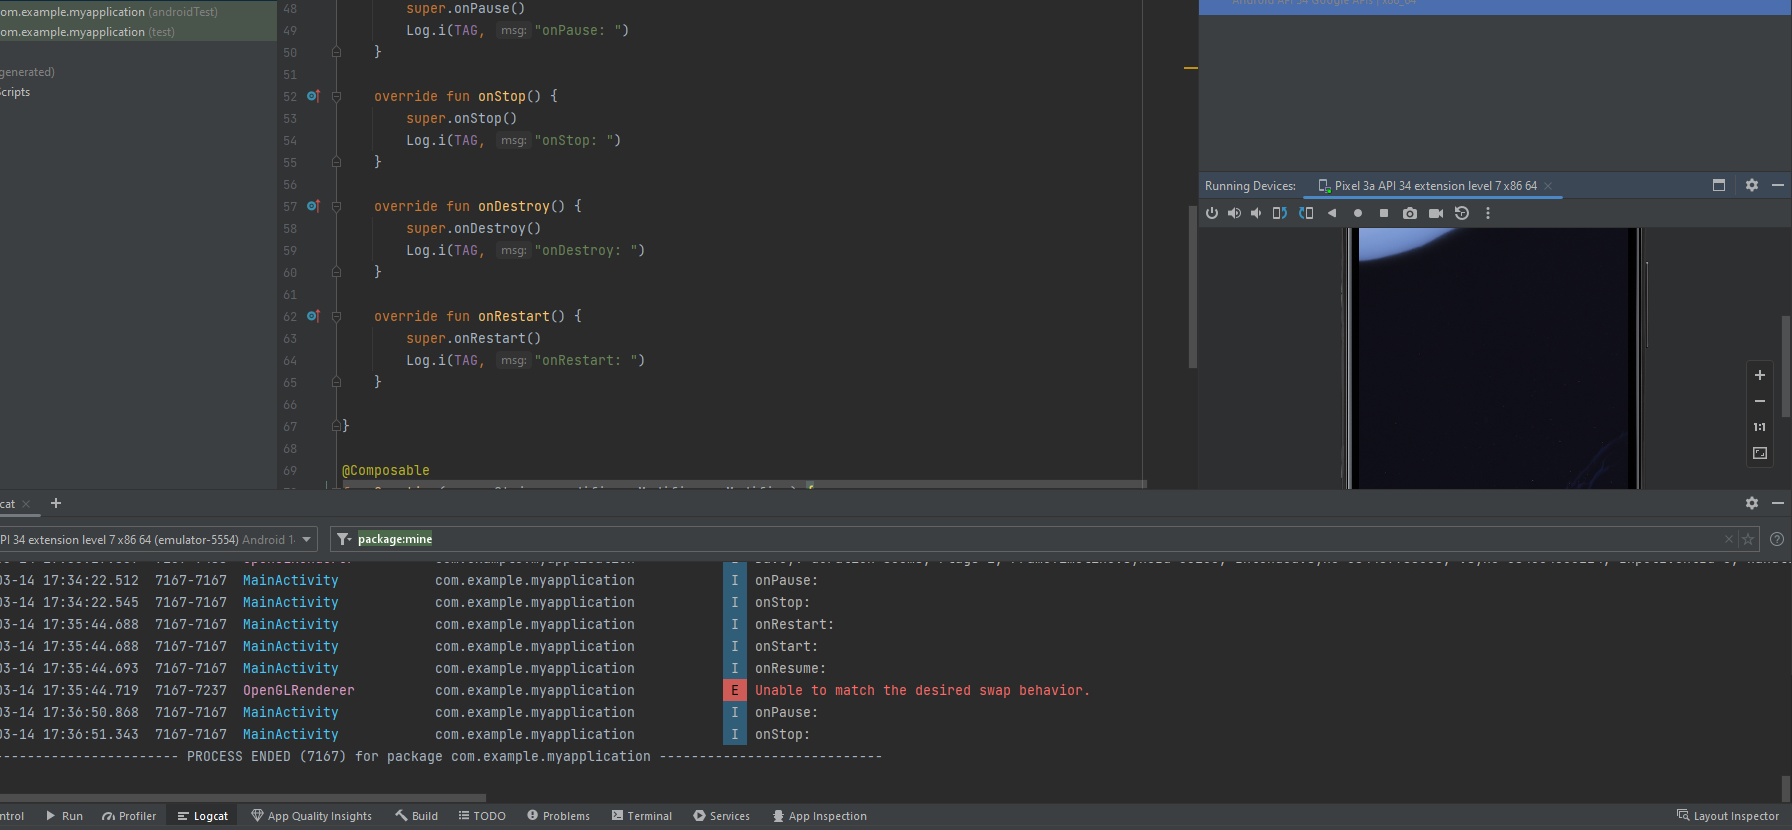 om.example.myapplication (androidTest)
om.example.myapplication (test)
generated)
cripts
48 super.onPause()
49 Log.i(TAG, msg: "onPause: ")
50 }
51
52 override fun onStop() {
53 super.onStop()
54 Log.i(TAG, msg: "onStop: ")
55 }
56
57 override fun onDestroy() {
58 super.onDestroy()
59 Log.i(TAG, msg: "onDestroy: ")
60 }
61
62 override fun onRestart() {
63 super.onRestart()
64 Log.i(TAG, msg: "onRestart: ")
65 }
66
67 }
68
69 @Composable
Android API 34 Google APIs | x86_64
Running Devices: Pixel 3a API 34 extension level 7 x86 64
1:1
cat
PI 34 extension level 7 x86 64 (emulator-5554) Android 1
package:mine
03-14 17:34:22.512 7167-7167 MainActivity com.example.myapplication I onPause:
03-14 17:34:22.545 7167-7167 MainActivity com.example.myapplication I onStop:
03-14 17:35:44.688 7167-7167 MainActivity com.example.myapplication I onRestart:
03-14 17:35:44.688 7167-7167 MainActivity com.example.myapplication I onStart:
03-14 17:35:44.693 7167-7167 MainActivity com.example.myapplication I onResume:
03-14 17:35:44.719 7167-7237 OpenGLRenderer com.example.myapplication E Unable to match the desired swap behavior.
03-14 17:36:50.868 7167-7167 MainActivity com.example.myapplication I onPause:
03-14 17:36:51.343 7167-7167 MainActivity com.example.myapplication I onStop:
----------------------- PROCESS ENDED (7167) for package com.example.myapplication ----------------------------
ntrol Run Profiler Logcat App Quality Insights Build TODO Problems Terminal Services App Inspection Layout Inspector